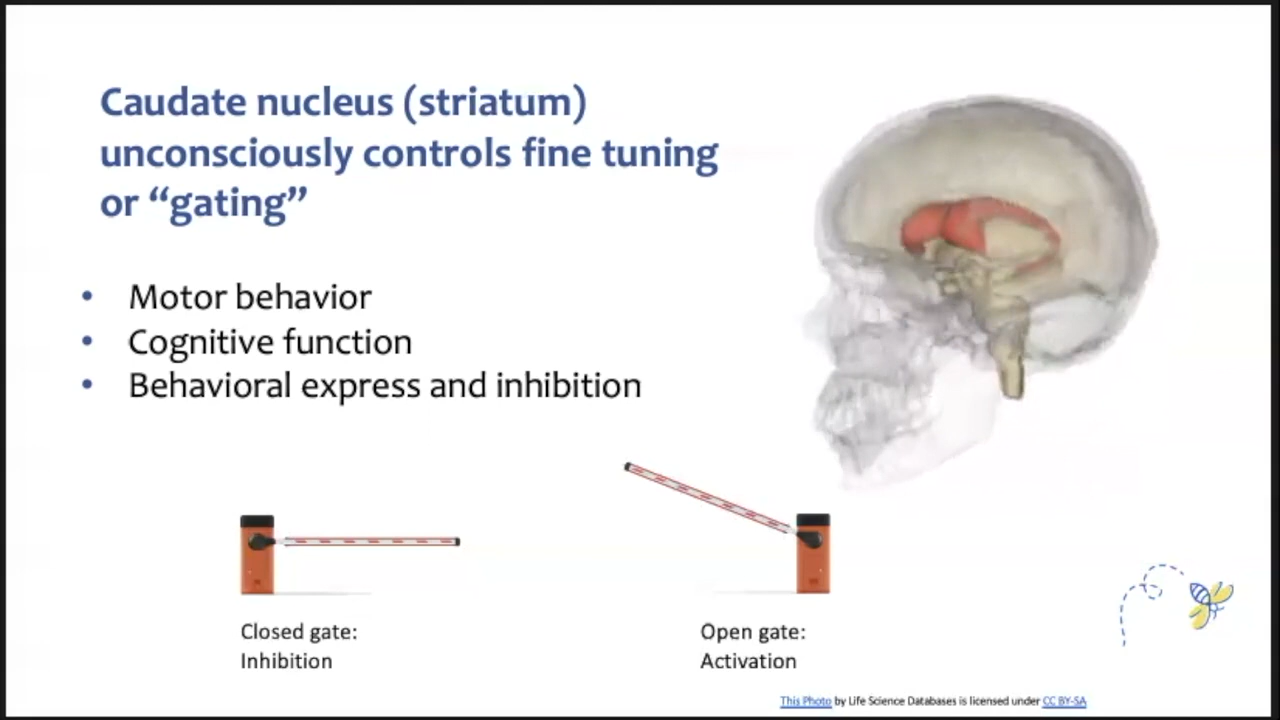 Caudate nucleus (striatum)
unconsciously controls fine tuning
or “gating”
• Motor behavior
• Cognitive function
• Behavioral express and inhibition
Closed gate:
Inhibition
Open gate:
Activation
This Photo by Life Science Databases is licensed under CC BY-SA